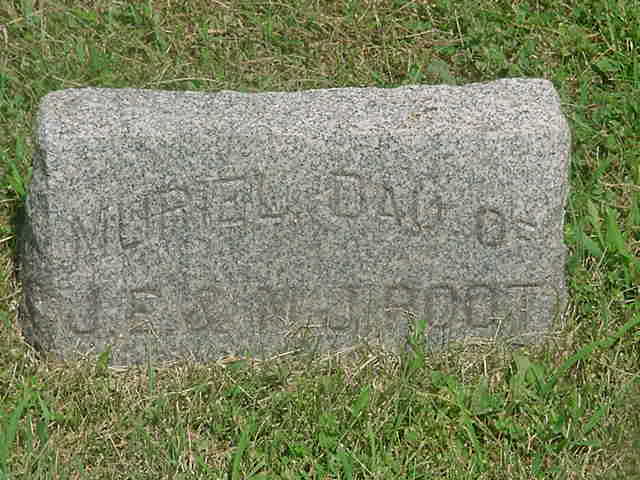 MURIEL DAU OF
J.E. & M.J. ROOT